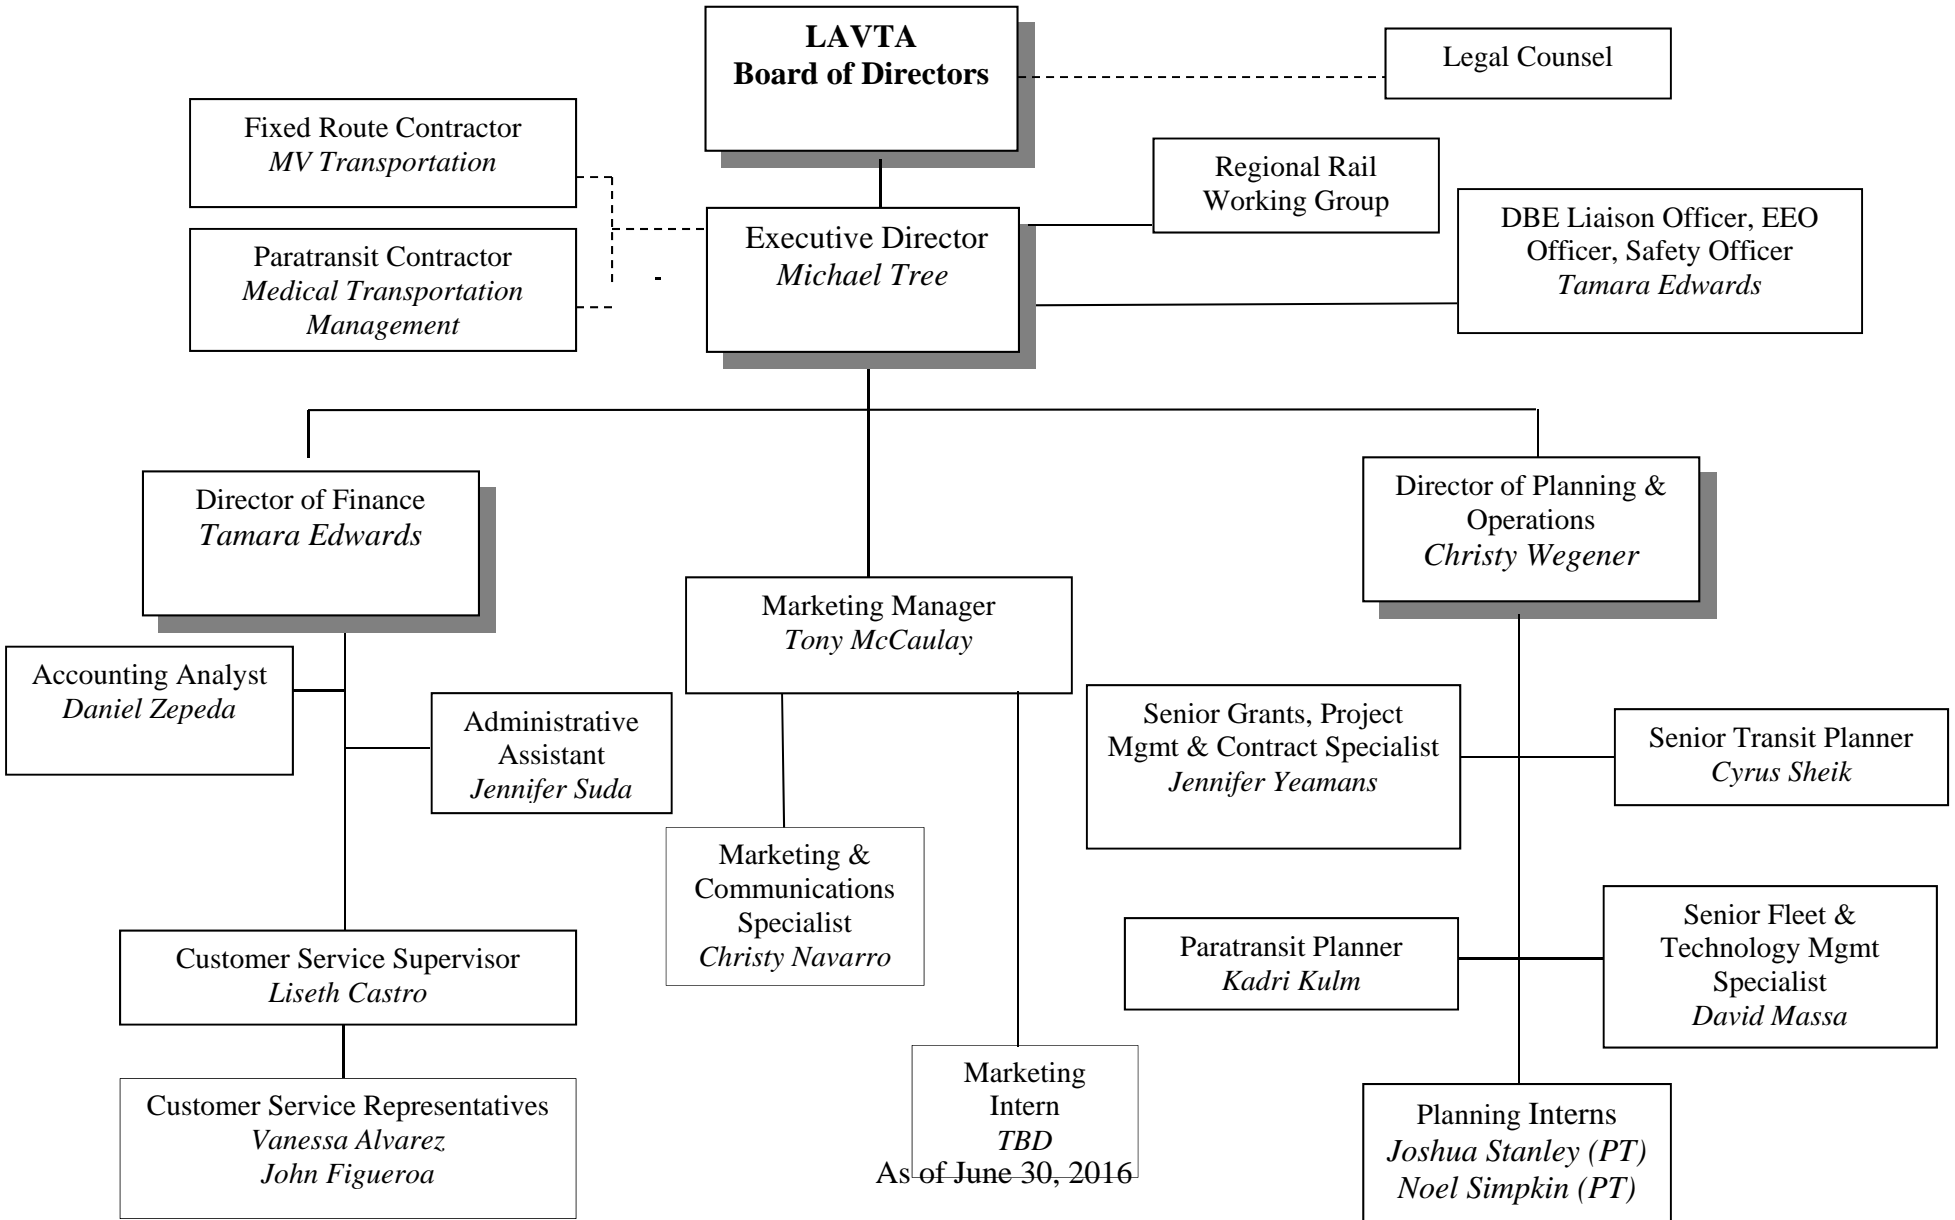 LAVTA
Board of Directors
Legal Counsel
Fixed Route Contractor
MV Transportation
Regional Rail
Working Group
DBE Liaison Officer, EEO
Officer, Safety Officer
Tamara Edwards
Executive Director
Michael Tree
Paratransit Contractor
Medical Transportation
Management
-
Director of Finance
Tamara Edwards
Director of Planning &
Operations
Christy Wegener
Marketing Manager
Tony McCaulay
Accounting Analyst
Daniel Zepeda
Administrative
Assistant
Jennifer Suda
Senior Grants, Project
Mgmt & Contract Specialist
Jennifer Yeamans
Senior Transit Planner
Cyrus Sheik
Marketing &
Communications
Specialist
Christy Navarro
Customer Service Supervisor
Liseth Castro
Paratransit Planner
Kadri Kulm
Senior Fleet &
Technology Mgmt
Specialist
David Massa
Customer Service Representatives
Vanessa Alvarez
John Figueroa
Marketing
Intern
TBD
Planning Interns
Joshua Stanley (PT)
Noel Simpkin (PT)
As of June 30, 2016